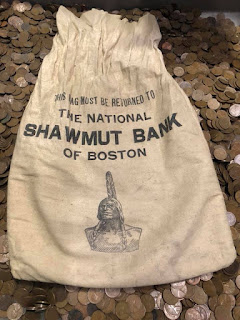 THIS BAG MUST BE RETURNED TO
THE NATIONAL
SHAWMUT BANK
OF BOSTON